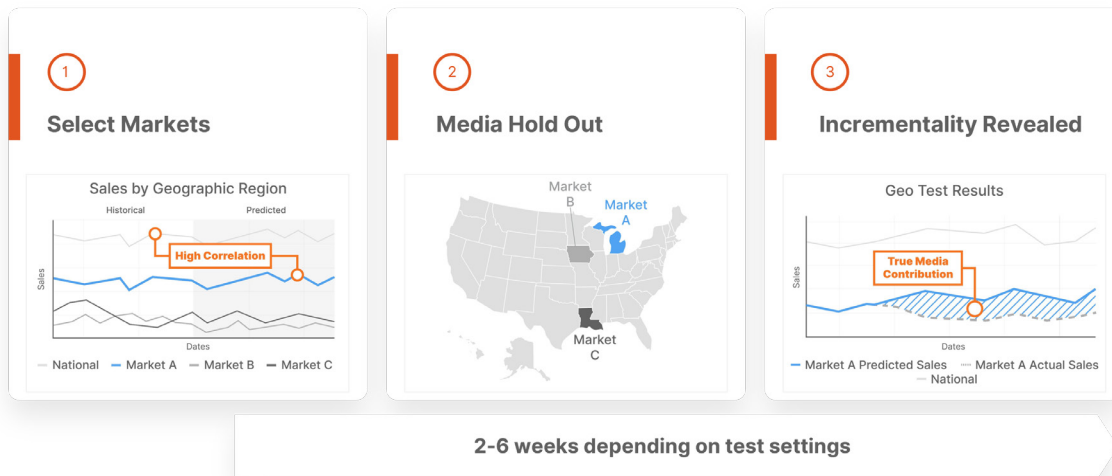 1
Select Markets
Sales by Geographic Region
Historical
Predicted
High Correlation
Sales
Dates
National
Market A
Market B
Market C
2
Media Hold Out
Market
B
Market
A
Market
C
3
Incrementality Revealed
Geo Test Results
True Media
Contribution
Sales
Dates
Market A Predicted Sales
Market A Actual Sales
National
2-6 weeks depending on test settings